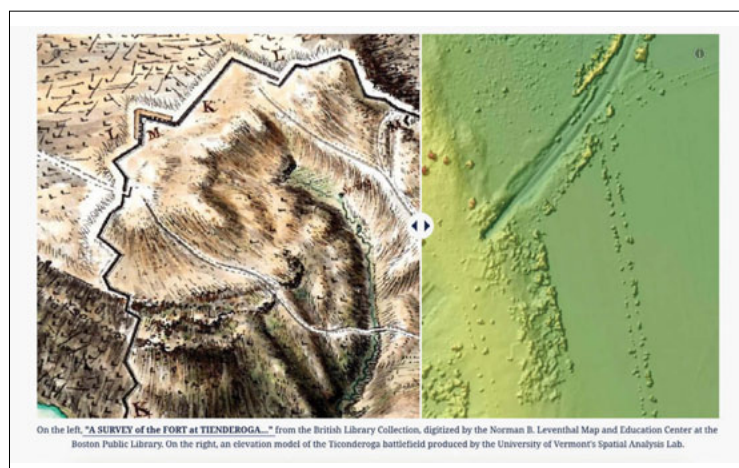 L
K
L
M
M
K
On the left, "A SURVEY of the FORT at TIENDEROGA..." from the British Library Collection, digitized by the Norman B. Leventhal Map and Education Center at the
Boston Public Library. On the right, an elevation model of the Ticonderoga battlefield produced by the University of Vermont's Spatial Analysis Lab.